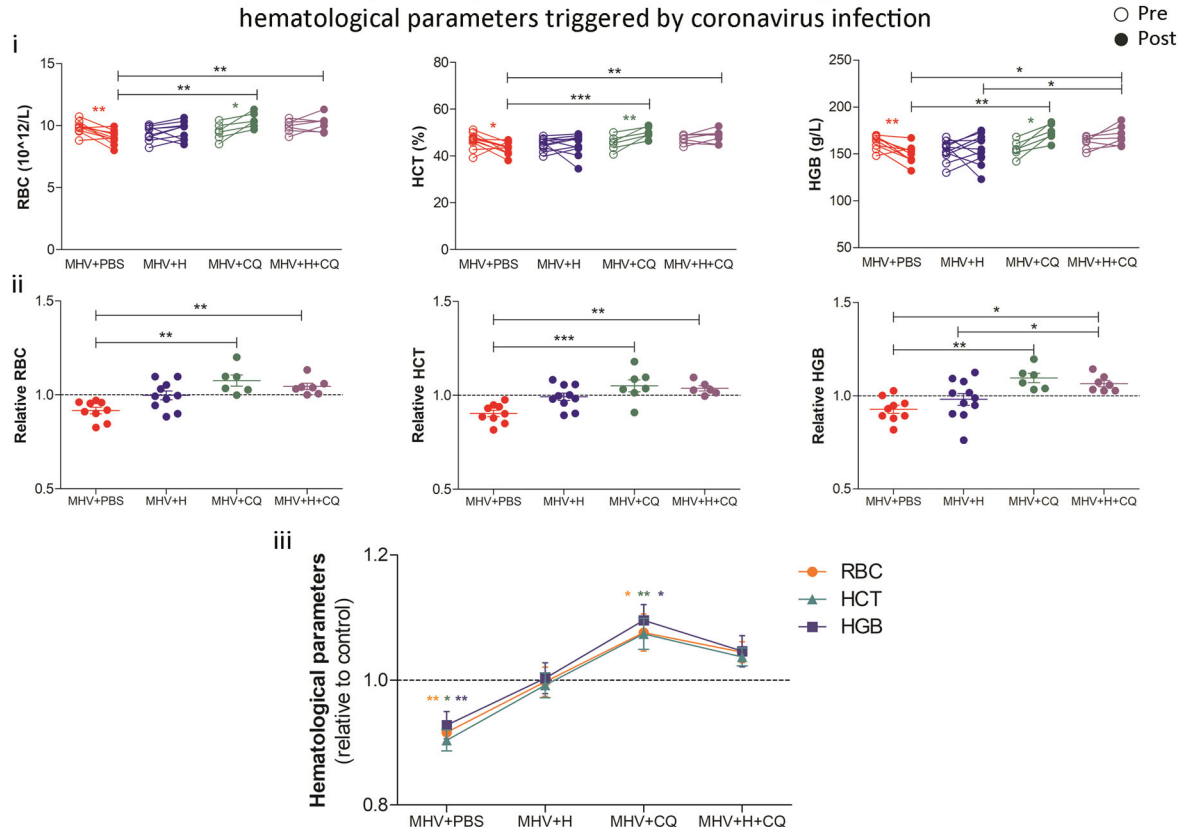 hematological parameters triggered by coronavirus infection
Pre
Post
i
RBC (10^12/L)
15
10
5
0
**
**
**
*
MHV+PBS MHV+H MHV+CQ MHV+H+CQ
HCT (%)
80
60
40
20
0
**
***
*
**
MHV+PBS MHV+H MHV+CQ MHV+H+CQ
HGB (g/L)
250
200
150
100
50
*
*
**
**
*
MHV+PBS MHV+H MHV+CQ MHV+H+CQ
ii
Relative RBC
1.5
1.0
0.5
**
**
MHV+PBS MHV+H MHV+CQ MHV+H+CQ
Relative HCT
1.5
1.0
0.5
**
***
MHV+PBS MHV+H MHV+CQ MHV+H+CQ
Relative HGB
1.5
1.0
0.5
*
*
**
MHV+PBS MHV+H MHV+CQ MHV+H+CQ
iii
Hematological parameters
(relative to control)
1.2
1.0
0.8
** * **
* ** *
MHV+PBS MHV+H MHV+CQ MHV+H+CQ
RBC
HCT
HGB